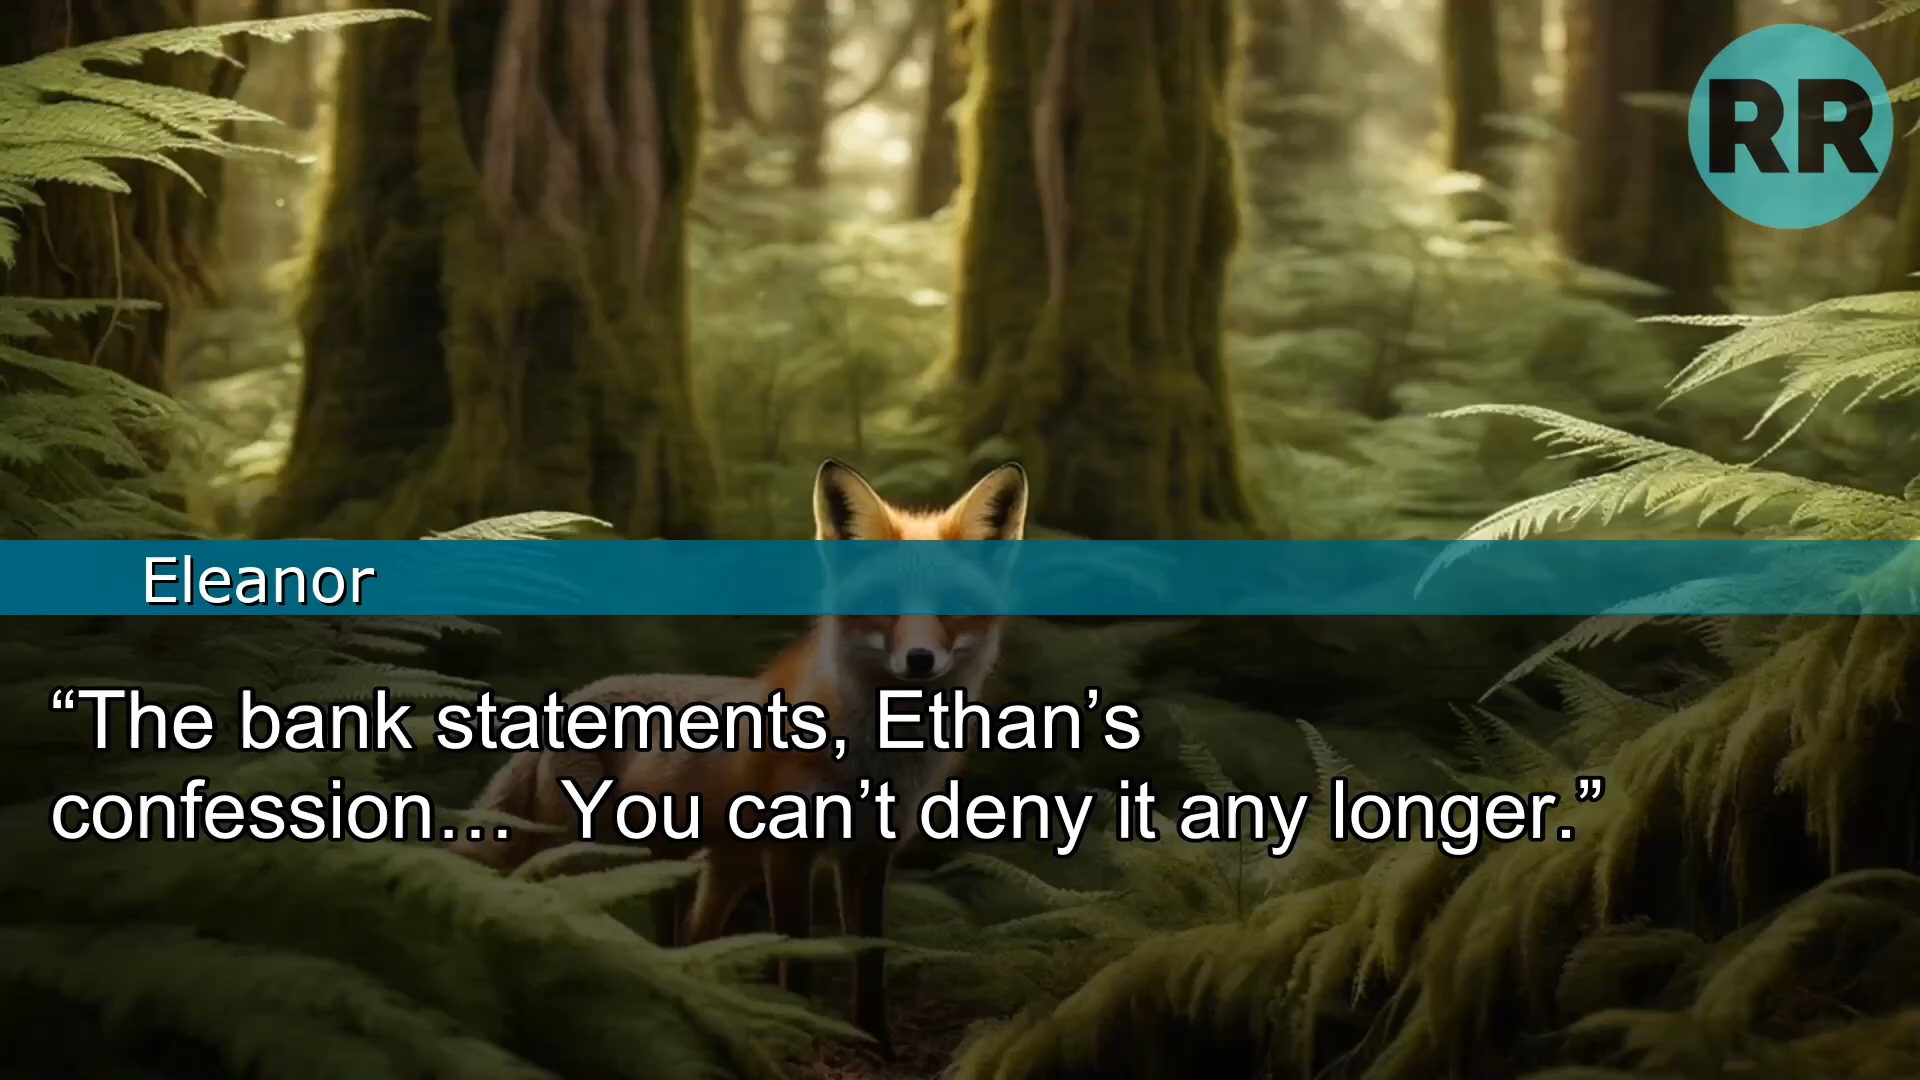 RR
Eleanor
“The bank statements, Ethan’s
confession… You can’t deny it any longer.”